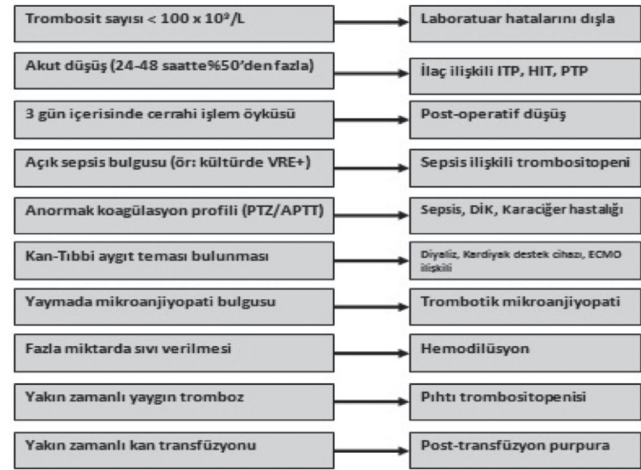 Trombosit sayısı < 100 x 10⁹/L
Laboratuar hatalarını dışla
Akut düşüş (24-48 saatte%50'den fazla)
İlaç ilişkili ITP, HIT, PTP
3 gün içerisinde cerrahi işlem öyküsü
Post-operatif düşüş
Açık sepsis bulgusu (ör: kültürde VRE+)
Sepsis ilişkili trombositopeni
Anormak koagülasyon profili (PTZ/APTT)
Sepsis, DİK, Karaciğer hastalığı
Kan-Tıbbi aygıt teması bulunması
Diyaliz, Kardiyak destek cihazı, ECMO
ilişkili
Yaymada mikroanjiyopati bulgusu
Trombotik mikroanjiyopati
Fazla miktarda sıvı verilmesi
Hemodilüsyon
Yakın zamanlı yaygın tromboz
Pıhtı trombositopenisi
Yakın zamanlı kan transfüzyonu
Post-transfüzyon purpura